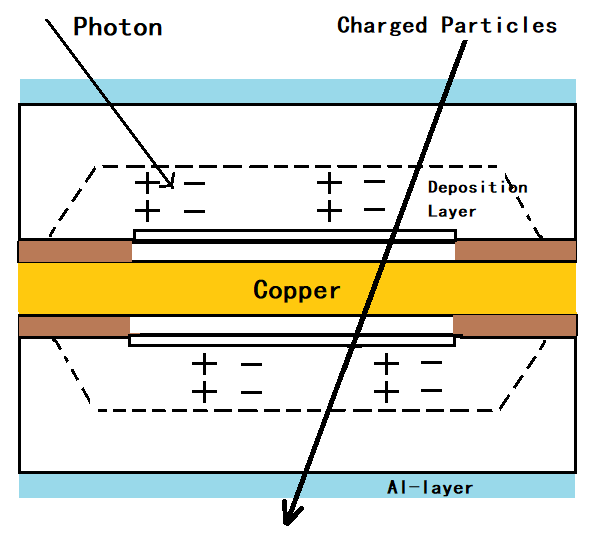 Photon
Charged Particles
+ − + −
+ − + −
Deposition
Layer
Copper
+ − + −
+ − + −
Al-layer